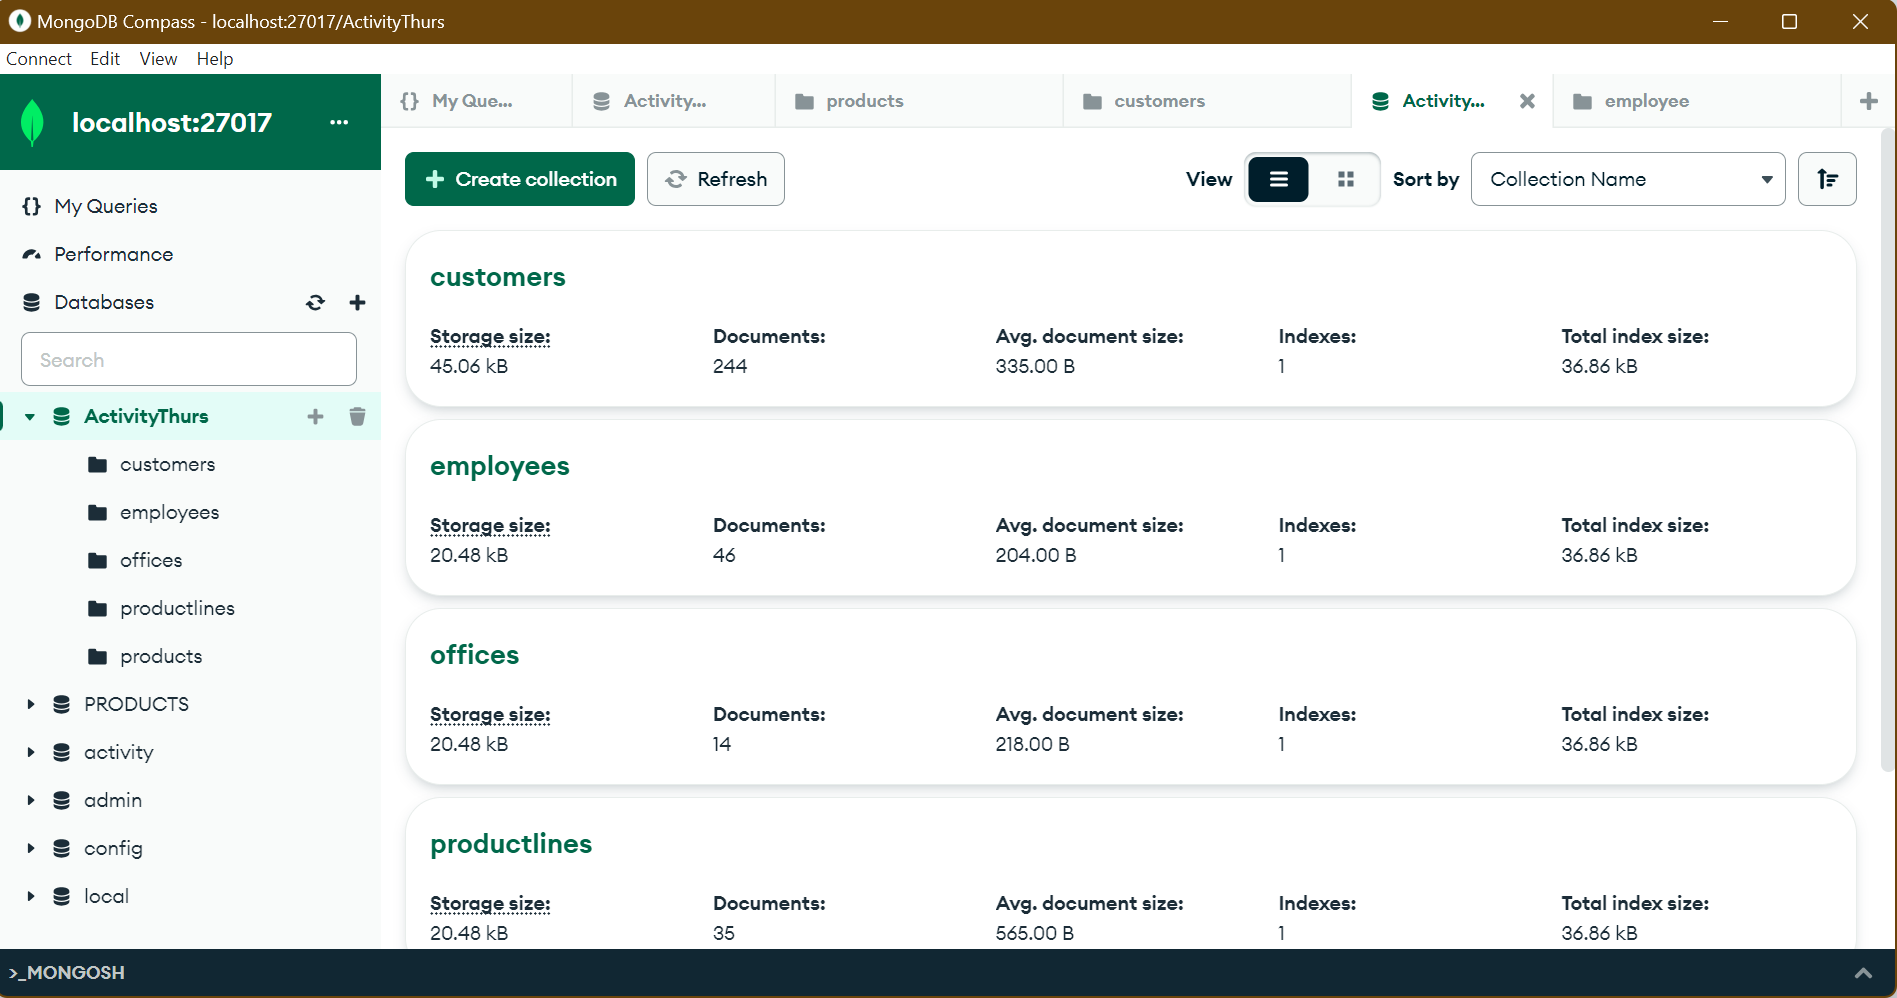 MongoDB Compass - localhost:27017/ActivityThurs
Connect Edit View Help
localhost:27017
...
{} My Queries
Performance
Databases
Search
ActivityThurs
customers
employees
offices
productlines
products
PRODUCTS
activity
admin
config
local
{} My Que... Activity... products customers Activity... employee
Create collection Refresh View Sort by Collection Name
customers
Storage size: Documents: Avg. document size: Indexes: Total index size:
45.06 kB 244 335.00 B 1 36.86 kB
employees
Storage size: Documents: Avg. document size: Indexes: Total index size:
20.48 kB 46 204.00 B 1 36.86 kB
offices
Storage size: Documents: Avg. document size: Indexes: Total index size:
20.48 kB 14 218.00 B 1 36.86 kB
productlines
Storage size: Documents: Avg. document size: Indexes: Total index size:
20.48 kB 35 565.00 B 1 36.86 kB
>_MONGOSH